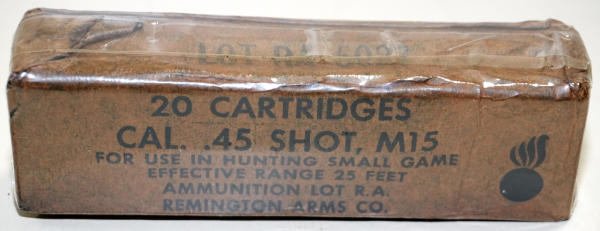 LOT RA
20 CARTRIDGES
CAL. .45 SHOT, M15
FOR USE IN HUNTING SMALL GAME
EFFECTIVE RANGE 25 FEET
AMMUNITION LOT R.A.
REMINGTON ARMS CO.